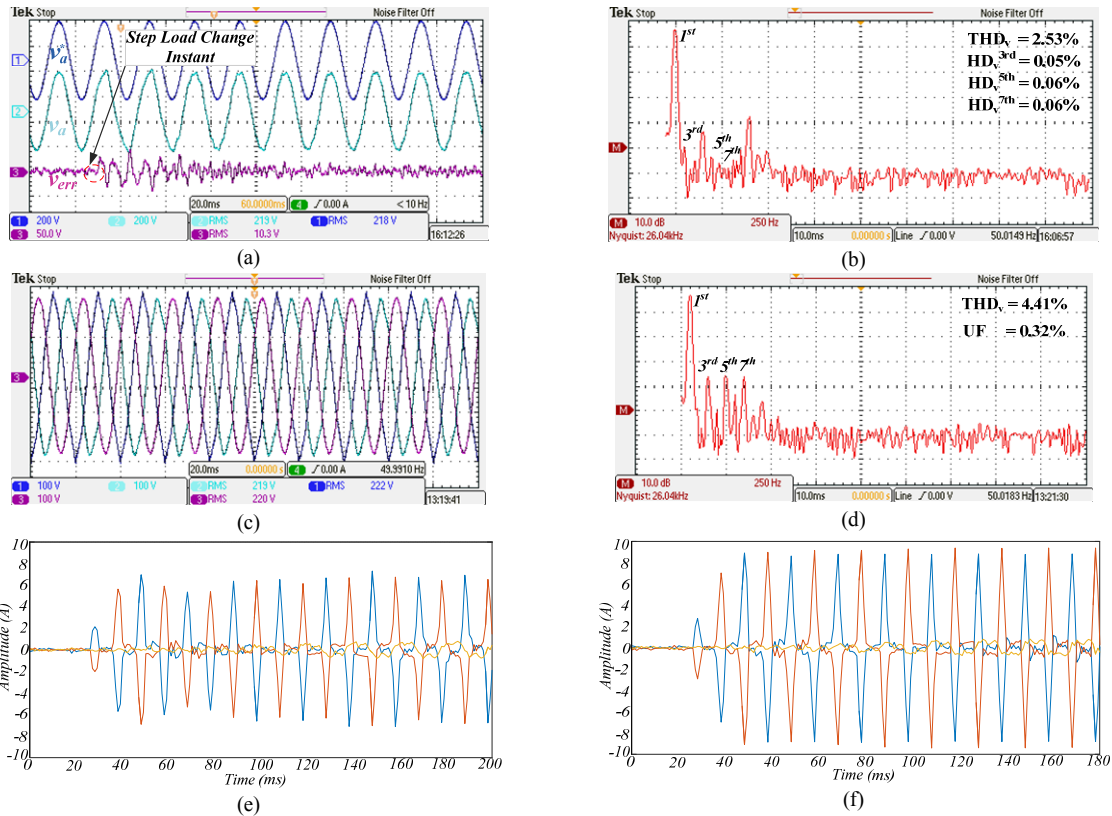 Tek Stop Noise Filter Off
Step Load Change
Instant
1
v*a
2
va
3
verr
20.0ms 60.0000ms 4 0.00 A < 10 Hz
1 200 V 2 200 V 2 RMS 219 V 1 RMS 218 V
3 50.0 V 3 RMS 10.3 V 16:12:26
(a)
Tek Stop Noise Filter Off
1st
THDv = 2.53%
HDv3rd = 0.05%
HDv5th = 0.06%
HDv7th = 0.06%
3rd 5th
7th
M
M 10.0 dB 250 Hz
Nyquist: 26.04kHz 10.0ms 0.00000 s Line 0.00 V 50.0149 Hz 16:06:57
(b)
Tek Stop Noise Filter Off
3
20.0ms 0.00000 s 4 0.00 A 49.9910 Hz
1 100 V 2 100 V 2 RMS 219 V 1 RMS 222 V
3 100 V 3 RMS 220 V 13:19:41
(c)
Tek Stop Noise Filter Off
1st
THDv = 4.41%
UF = 0.32%
3rd 5th 7th
M
M 10.0 dB 250 Hz
Nyquist: 26.04kHz 10.0ms 0.00000 s Line 0.00 V 50.0183 Hz 13:21:30
(d)
10
8
6
4
2
0
-2
-4
-6
-8
-10
Amplitude (A)
0 20 40 60 80 100 120 140 160 180 200
Time (ms)
(e)
10
8
6
4
2
0
-2
-4
-6
-8
-10
Amplitude (A)
0 20 40 60 80 100 120 140 160 180
Time (ms)
(f)